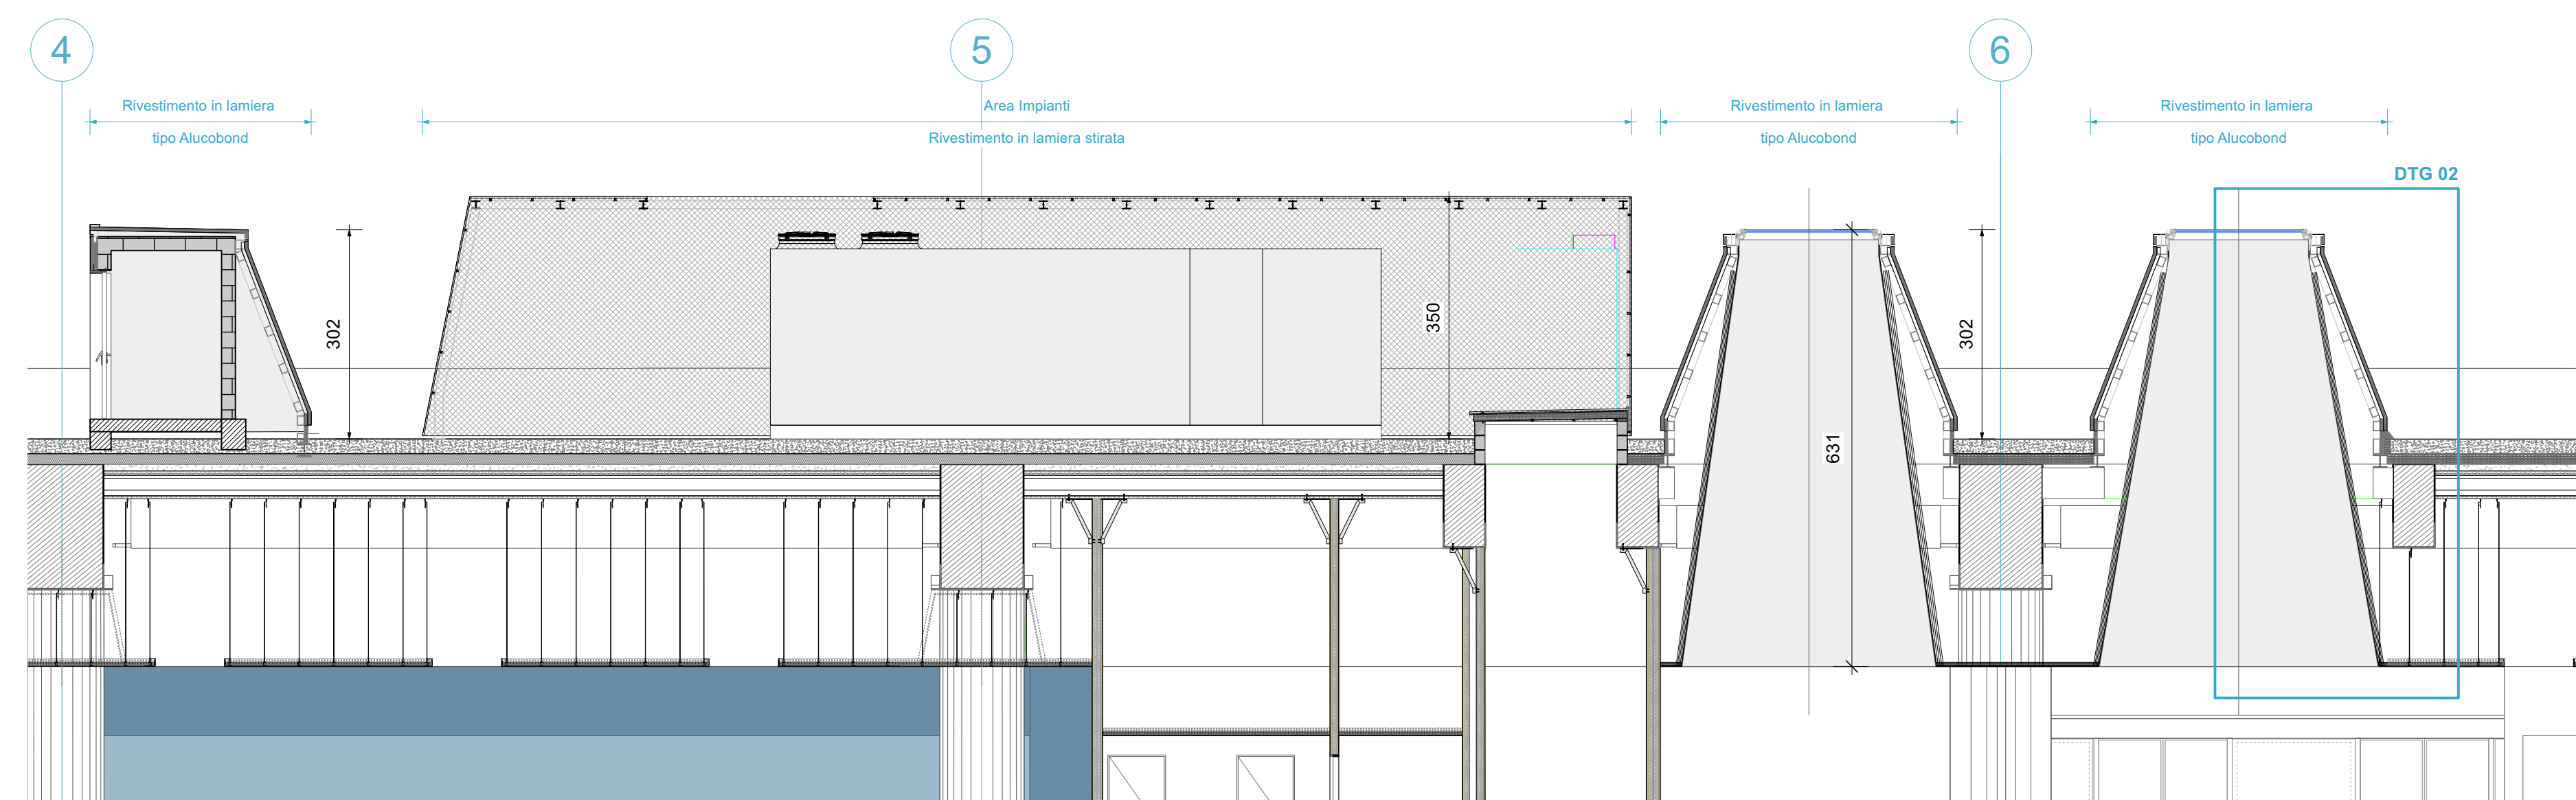 4
5
6
Rivestimento in lamiera
tipo Alucobond
Area Impianti
Rivestimento in lamiera stirata
Rivestimento in lamiera
tipo Alucobond
Rivestimento in lamiera
tipo Alucobond
DTG 02
302
350
631
302